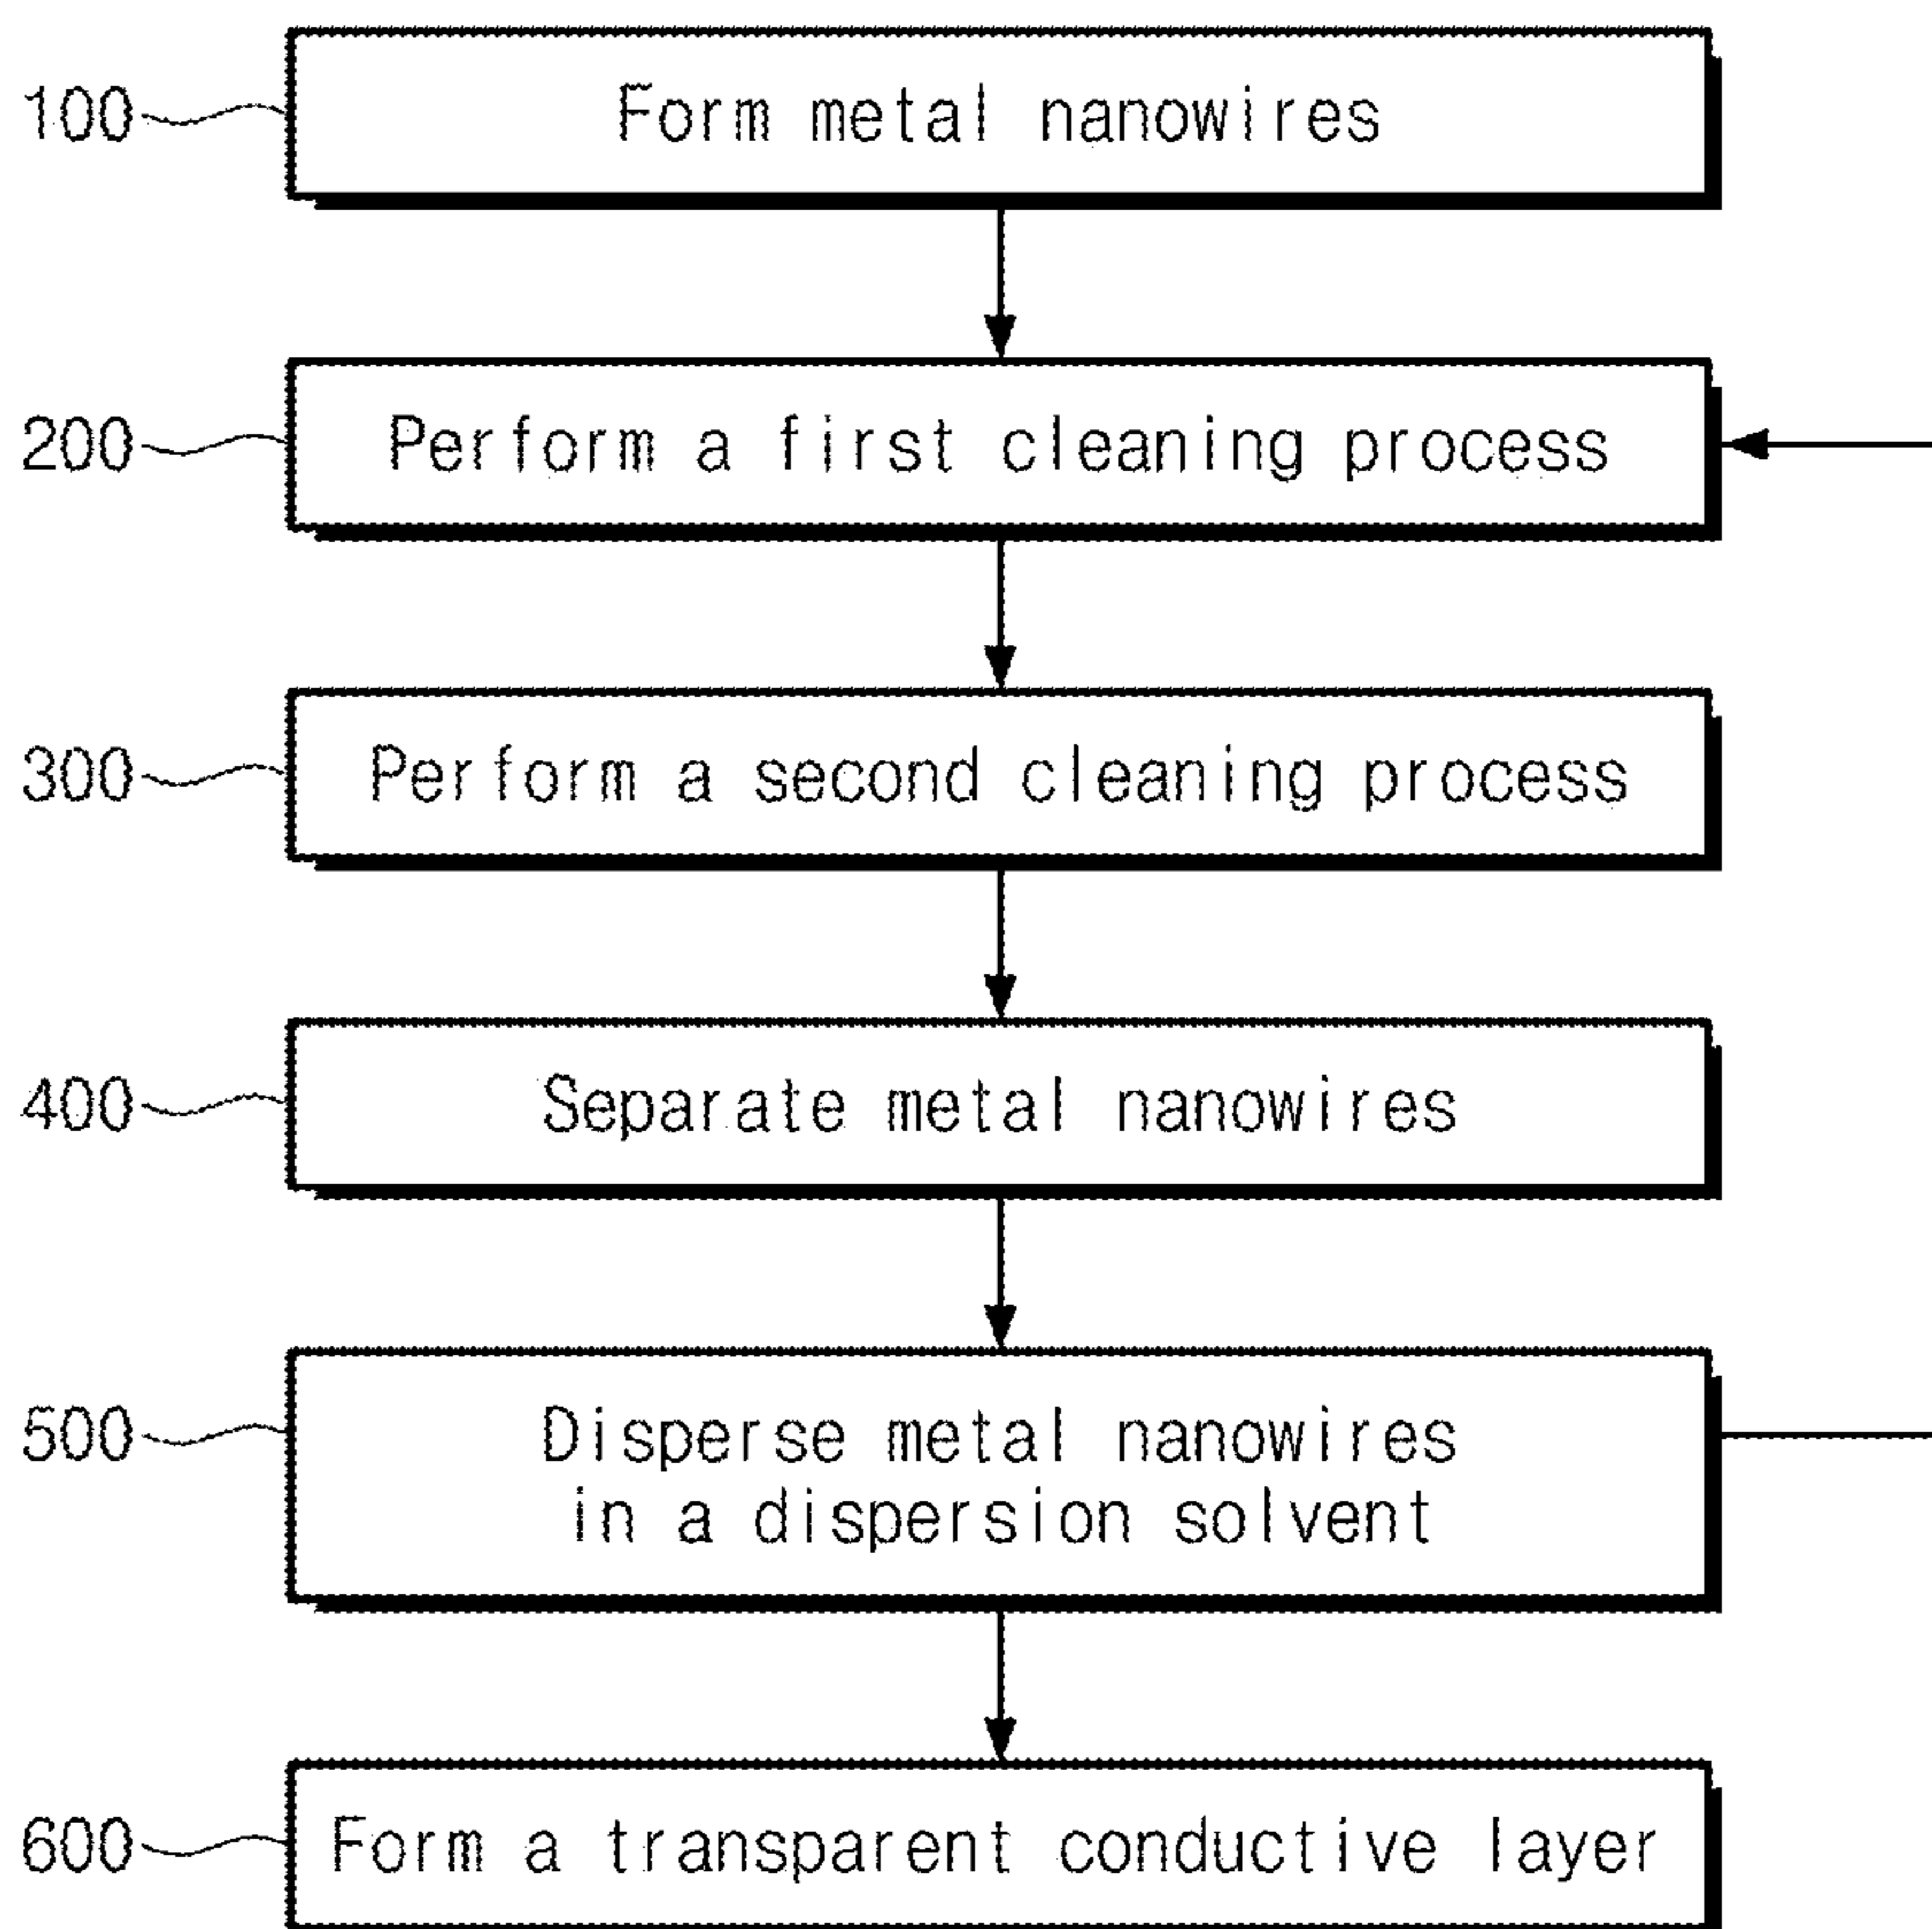 100 Form metal nanowires
200 Perform a first cleaning process
300 Perform a second cleaning process
400 Separate metal nanowires
500 Disperse metal nanowires
in a dispersion solvent
600 Form a transparent conductive layer